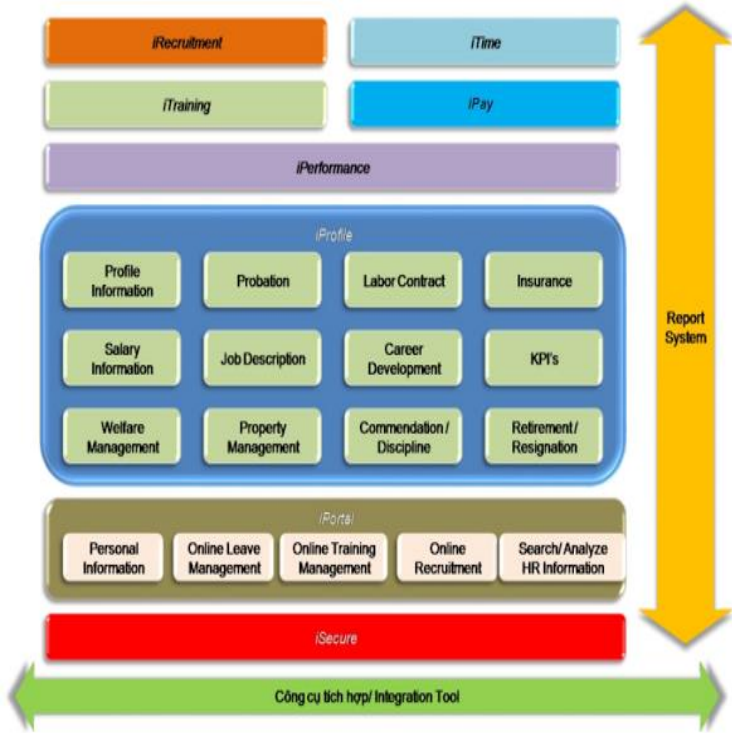 iRecruitment
iTime
iTraining
iPay
iPerformance
iProfile
Profile
Information
Probation
Labor Contract
Insurance
Salary
Information
Job Description
Career
Development
KPI's
Welfare
Management
Property
Management
Commendation /
Discipline
Retirement /
Resignation
Report
System
iPortal
Personal
Information
Online Leave
Management
Online Training
Management
Online
Recruitment
Search/ Analyze
HR Information
iSecure
Công cụ tích hợp/ Integration Tool